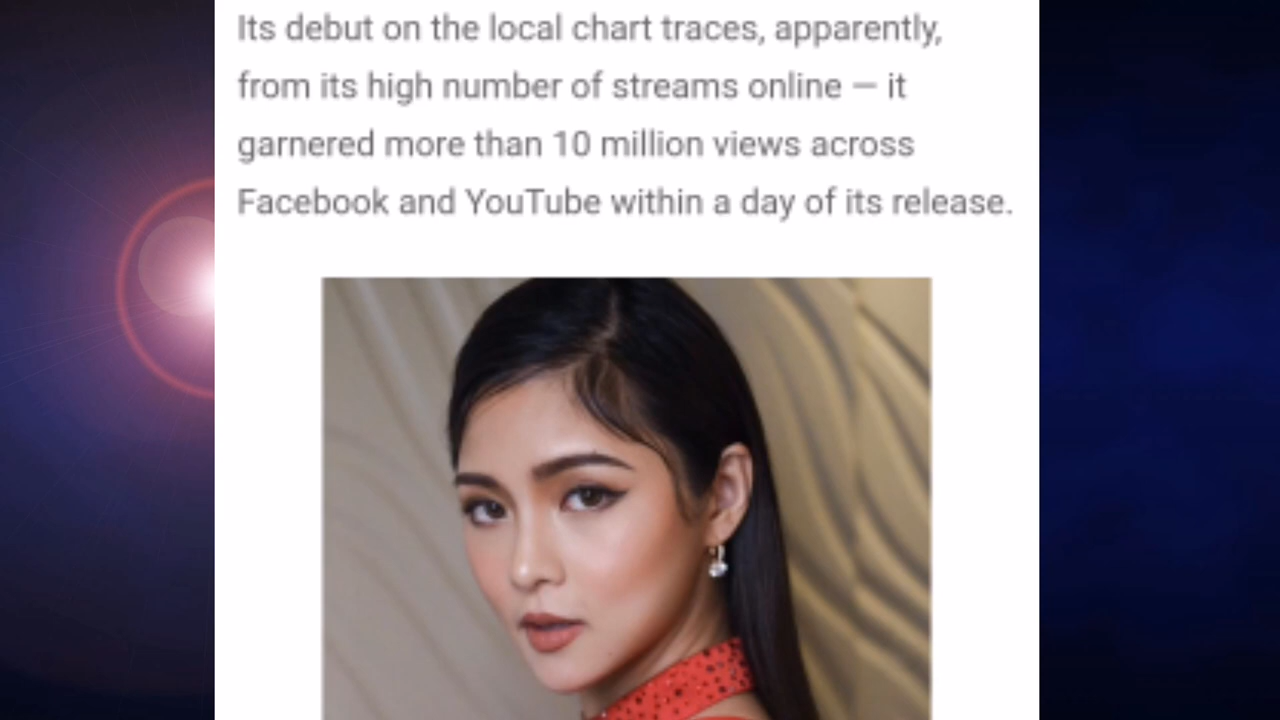 Its debut on the local chart traces, apparently,
from its high number of streams online — it
garnered more than 10 million views across
Facebook and YouTube within a day of its release.